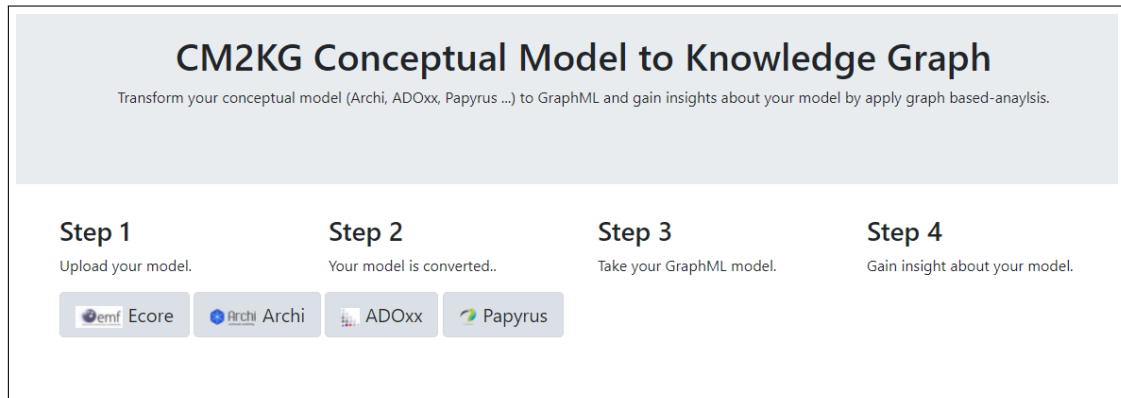 CM2KG Conceptual Model to Knowledge Graph
Transform your conceptual model (Archi, ADOxx, Papyrus ...) to GraphML and gain insights about your model by apply graph based-anaylsis.
Step 1
Upload your model.
Step 2
Your model is converted..
Step 3
Take your GraphML model.
Step 4
Gain insight about your model.
emf Ecore
Archi Archi
ADOxx
Papyrus